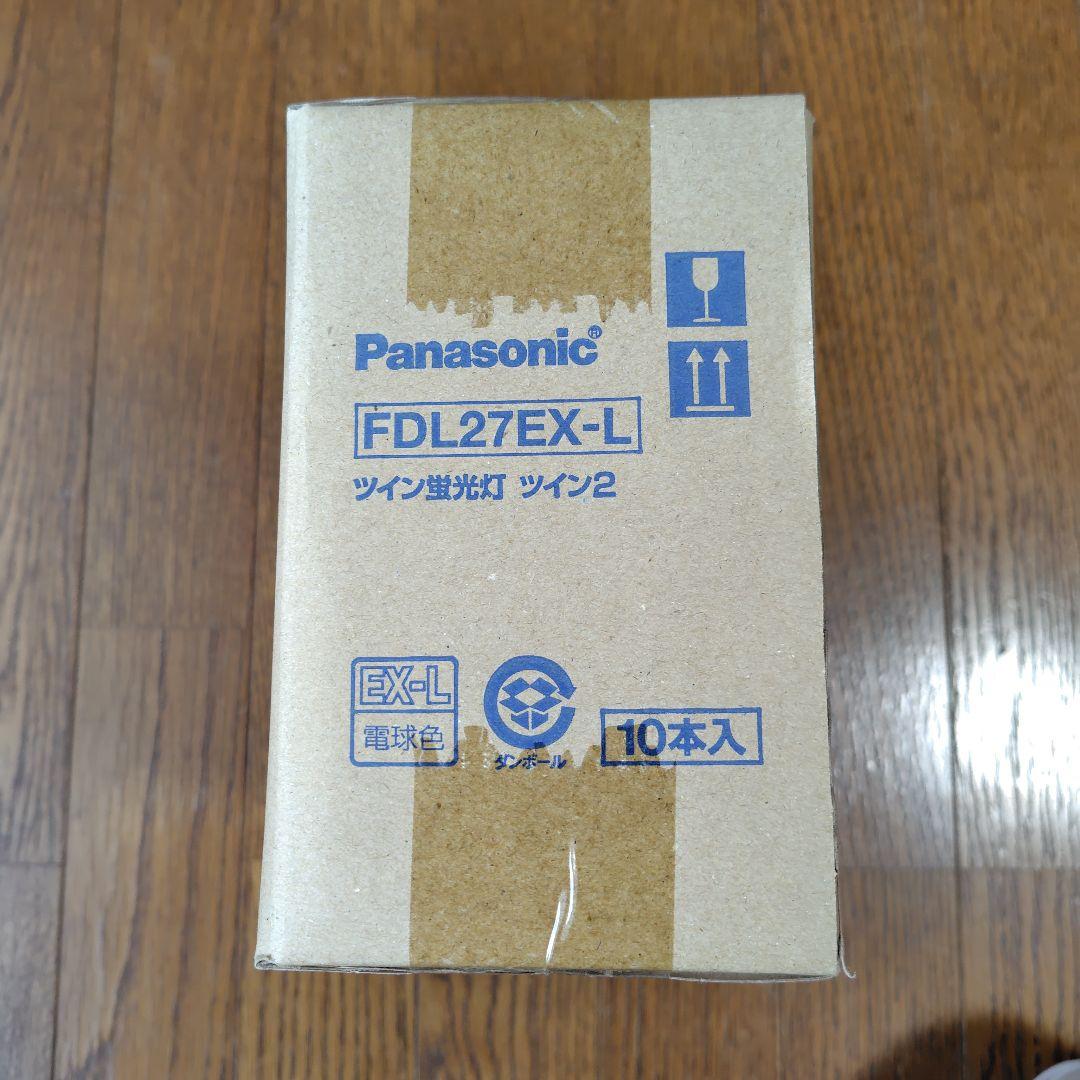 Panasonic®
FDL27EX-L
ツイン蛍光灯 ツイン2
EX-L
電球色
ダンボール
10本入